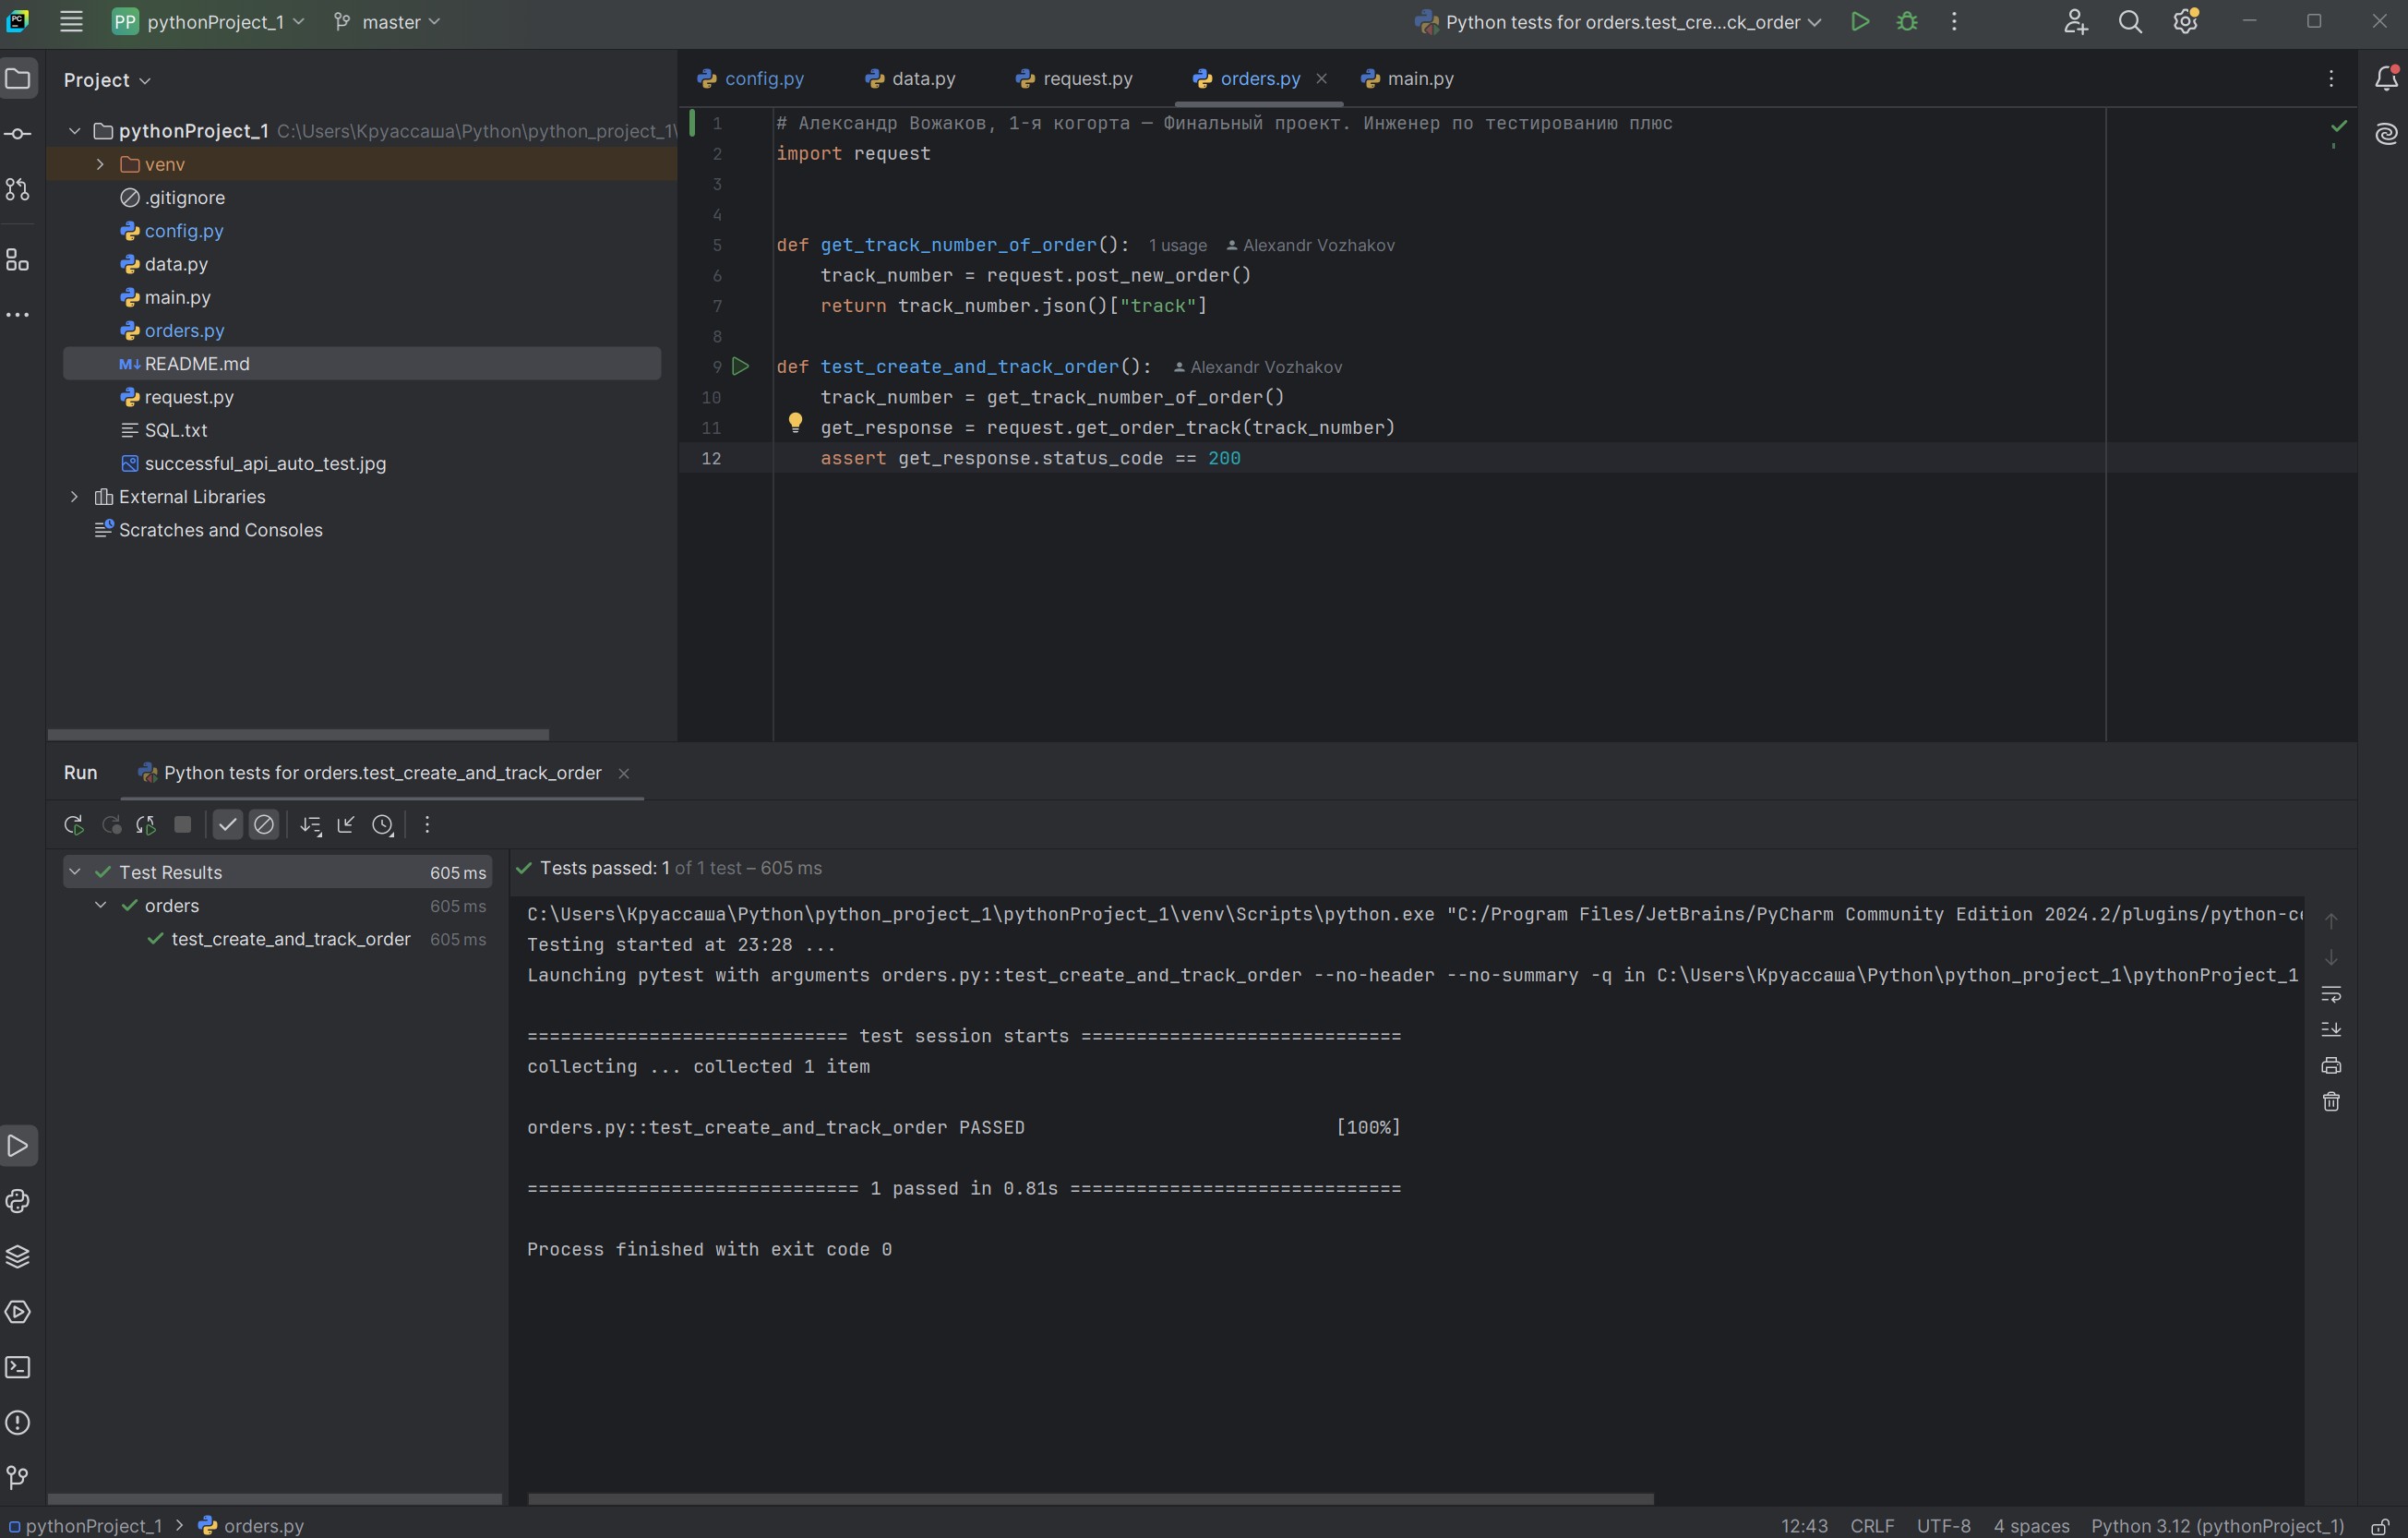 PP pythonProject_1 master Python tests for orders.test_cre...ck_order
Project
pythonProject_1 C:\Users\Круассаша\Python\python_project_1\
venv
.gitignore
config.py
data.py
main.py
orders.py
M↓ README.md
request.py
SQL.txt
successful_api_auto_test.jpg
External Libraries
Scratches and Consoles
config.py data.py request.py orders.py main.py
1 # Александр Вожаков, 1-я когорта — Финальный проект. Инженер по тестированию плюс
2 import request
3
4
5 def get_track_number_of_order(): 1 usage Alexandr Vozhakov
6 track_number = request.post_new_order()
7 return track_number.json()["track"]
8
9 def test_create_and_track_order(): Alexandr Vozhakov
10 track_number = get_track_number_of_order()
11 get_response = request.get_order_track(track_number)
12 assert get_response.status_code == 200
Run Python tests for orders.test_create_and_track_order
Test Results 605 ms
orders 605 ms
test_create_and_track_order 605 ms
Tests passed: 1 of 1 test – 605 ms
C:\Users\Круассаша\Python\python_project_1\pythonProject_1\venv\Scripts\python.exe "C:/Program Files/JetBrains/PyCharm Community Edition 2024.2/plugins/python-ce
Testing started at 23:28 ...
Launching pytest with arguments orders.py::test_create_and_track_order --no-header --no-summary -q in C:\Users\Круассаша\Python\python_project_1\pythonProject_1
============================= test session starts =============================
collecting ... collected 1 item
orders.py::test_create_and_track_order PASSED [100%]
============================== 1 passed in 0.81s ==============================
Process finished with exit code 0
pythonProject_1 > orders.py 12:43 CRLF UTF-8 4 spaces Python 3.12 (pythonProject_1)